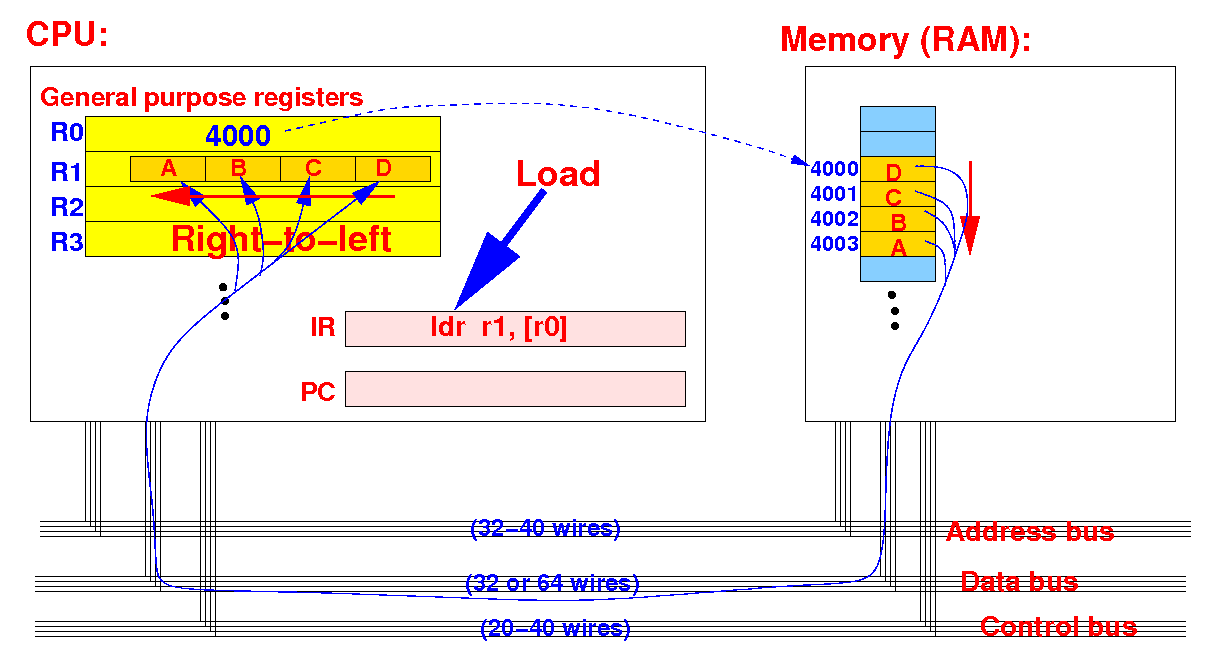 CPU:
Memory (RAM):
General purpose registers
R0 4000
R1 A B C D
R2
R3 Right−to−left
Load
4000 D
4001 C
4002 B
4003 A
IR ldr r1, [r0]
PC
(32−40 wires) Address bus
(32 or 64 wires) Data bus
(20−40 wires) Control bus